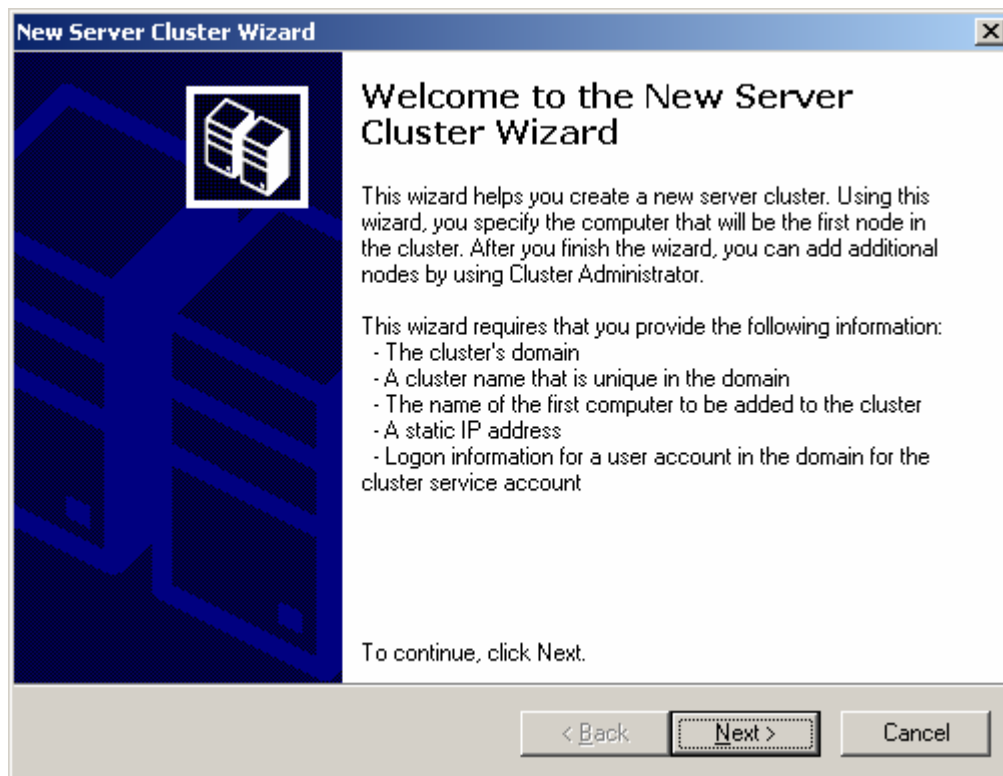 New Server Cluster Wizard
Welcome to the New Server
Cluster Wizard
This wizard helps you create a new server cluster. Using this
wizard, you specify the computer that will be the first node in
the cluster. After you finish the wizard, you can add additional
nodes by using Cluster Administrator.
This wizard requires that you provide the following information:
- The cluster's domain
- A cluster name that is unique in the domain
- The name of the first computer to be added to the cluster
- A static IP address
- Logon information for a user account in the domain for the
cluster service account
To continue, click Next.
< Back
Next >
Cancel